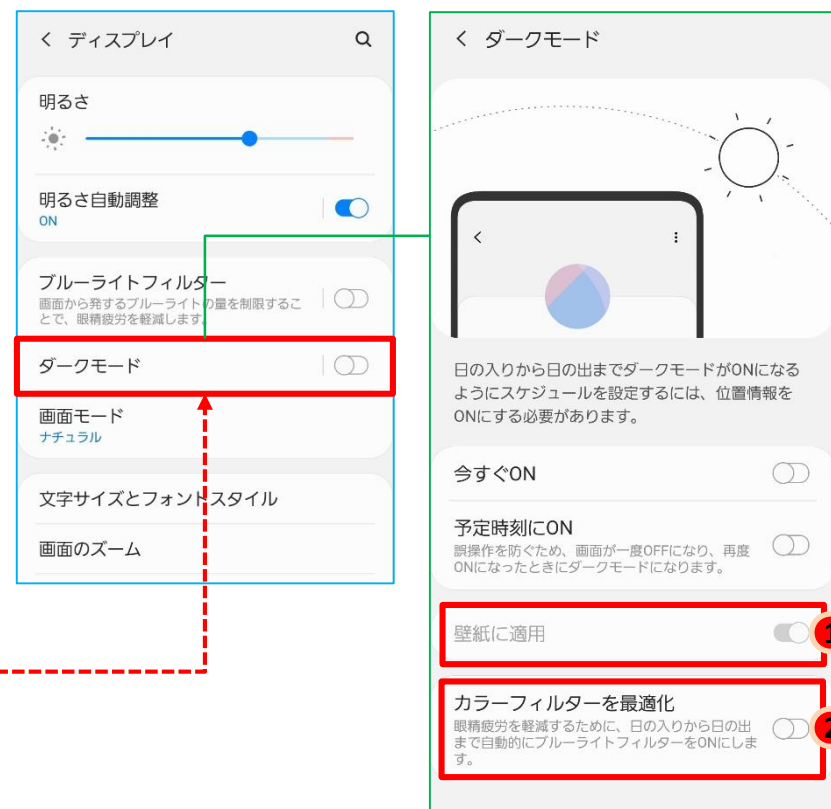 ディスプレイ
明るさ
明るさ自動調整
ON
ブルーライトフィルター
画面から発するブルーライトの量を制限するこ
とで、眼精疲労を軽減します。
ダークモード
画面モード
ナチュラル
文字サイズとフォントスタイル
画面のズーム
ダークモード
日の入りから日の出までダークモードがONになる
ようにスケジュールを設定するには、位置情報を
ONにする必要があります。
今すぐON
予定時刻にON
誤操作を防ぐため、画面が一度OFFになり、再度
ONになったときにダークモードになります。
壁紙に適用
1
カラーフィルターを最適化
眼精疲労を軽減するために、日の入りから日の出
まで自動的にブルーライトフィルターをONにしま
す。
2